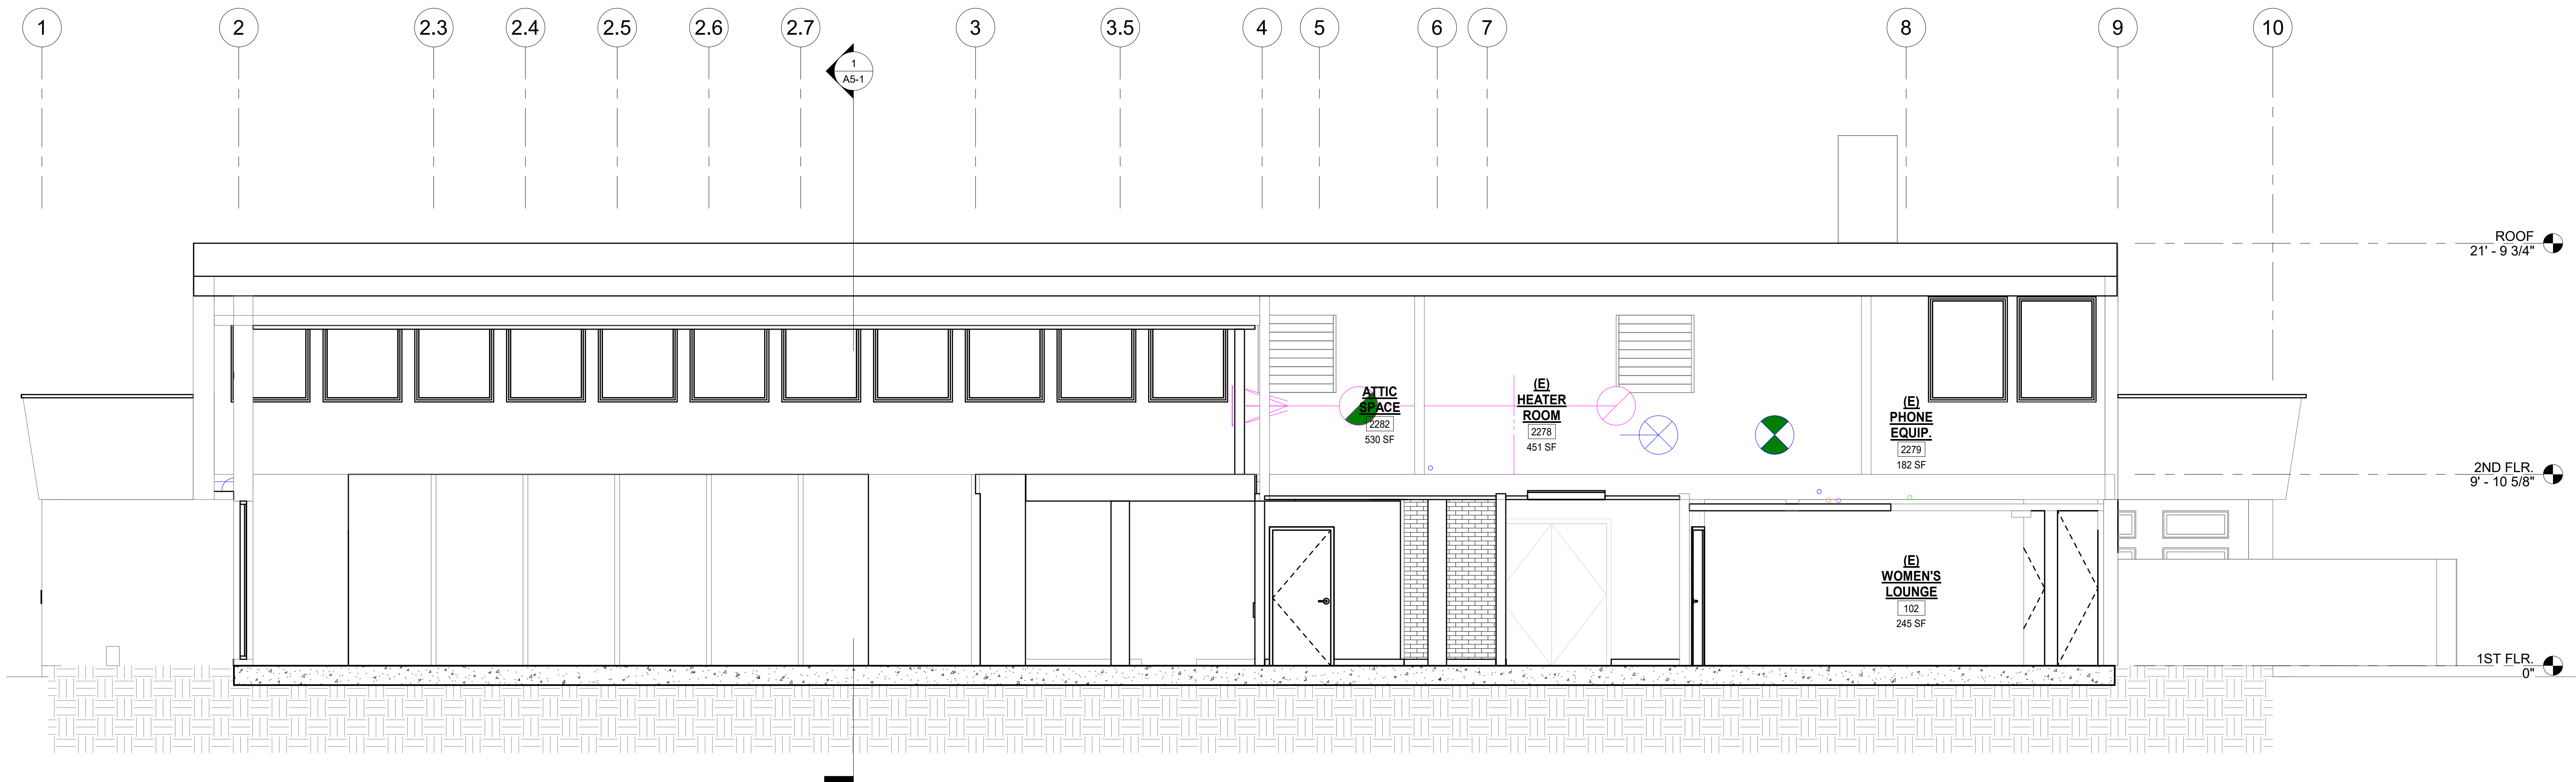 1
2
2.3
2.4
2.5
2.6
2.7
3
3.5
4
5
6
7
8
9
10
1
A5-1
ROOF
21' - 9 3/4"
ATTIC
SPACE
2282
530 SF
(E)
HEATER
ROOM
2278
451 SF
(E)
PHONE
EQUIP.
2279
182 SF
2ND FLR.
9' - 10 5/8"
(E)
WOMEN'S
LOUNGE
102
245 SF
1ST FLR.
0"